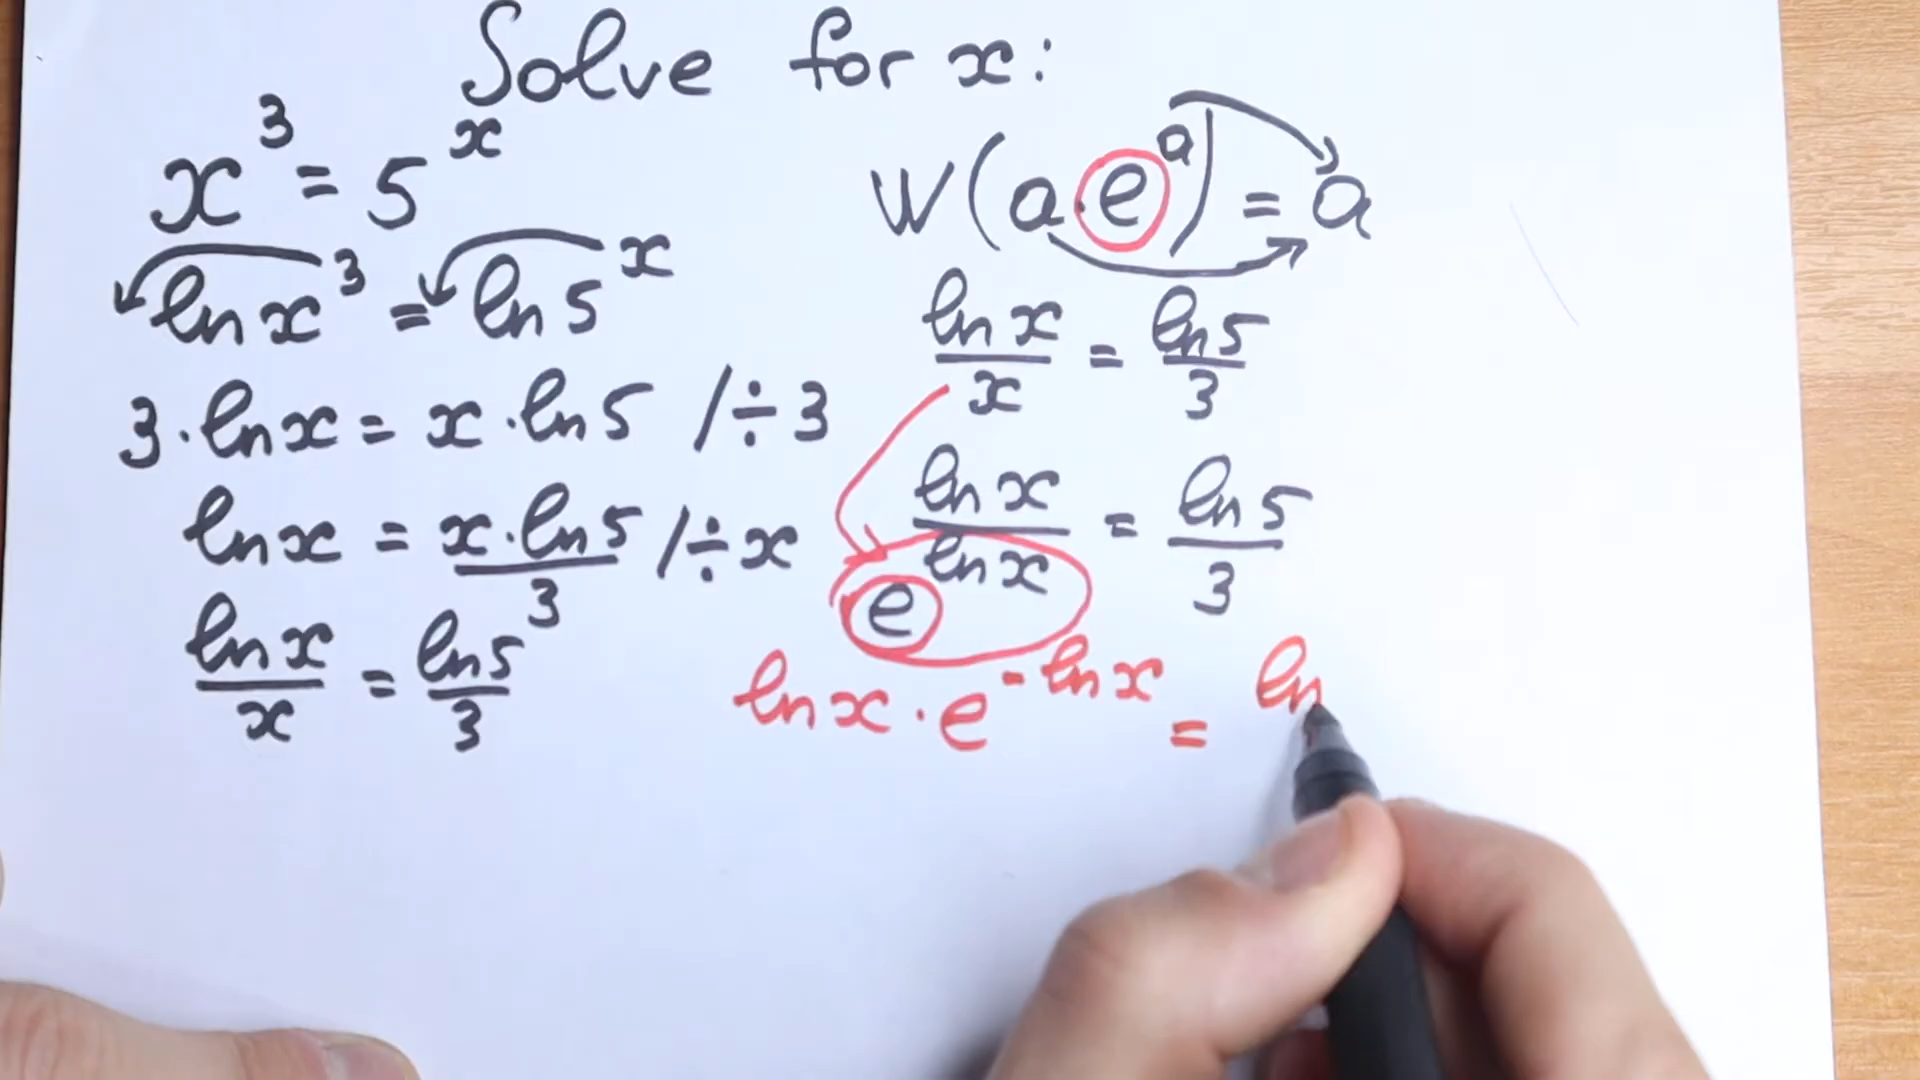 Solve for x:
x³ = 5ˣ
ln x³ = ln 5ˣ
3·ln x = x·ln 5 /÷3
ln x = x·ln 5/3 /÷x
ln x/x = ln 5/3
W(a·eᵃ) = a
ln x/x = ln 5/3
ln x/e^(ln x) = ln 5/3
ln x·e^(-ln x) = ln